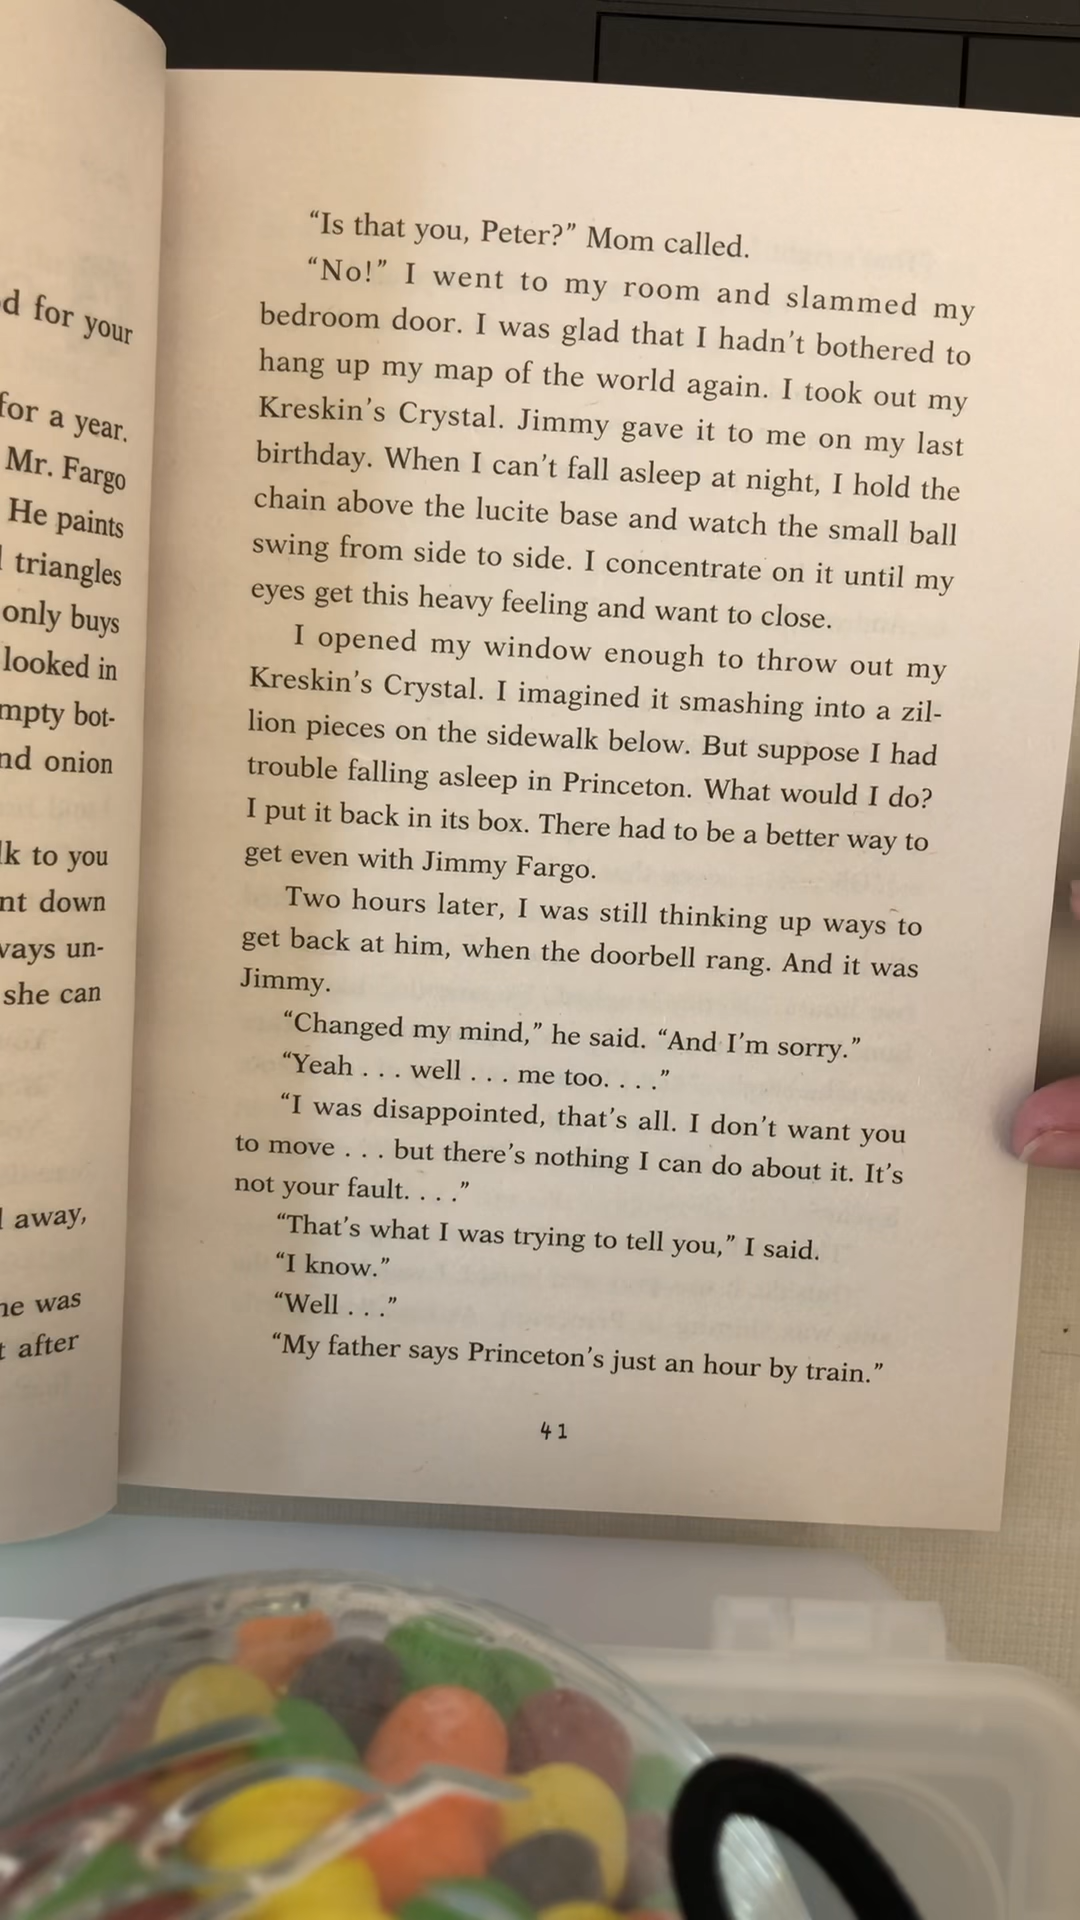 d for your
for a year.
Mr. Fargo
He paints
triangles
only buys
looked in
mpty bot-
nd onion
lk to you
nt down
ways un-
she can
away,
he was
after
“Is that you, Peter?” Mom called.
“No!” I went to my room and slammed my
bedroom door. I was glad that I hadn’t bothered to
hang up my map of the world again. I took out my
Kreskin’s Crystal. Jimmy gave it to me on my last
birthday. When I can’t fall asleep at night, I hold the
chain above the lucite base and watch the small ball
swing from side to side. I concentrate on it until my
eyes get this heavy feeling and want to close.
I opened my window enough to throw out my
Kreskin’s Crystal. I imagined it smashing into a zil-
lion pieces on the sidewalk below. But suppose I had
trouble falling asleep in Princeton. What would I do?
I put it back in its box. There had to be a better way to
get even with Jimmy Fargo.
Two hours later, I was still thinking up ways to
get back at him, when the doorbell rang. And it was
Jimmy.
“Changed my mind,” he said. “And I’m sorry.”
“Yeah . . . well . . . me too. . . .”
“I was disappointed, that’s all. I don’t want you
to move . . . but there’s nothing I can do about it. It’s
not your fault. . . .”
“That’s what I was trying to tell you,” I said.
“I know.”
“Well . . .”
“My father says Princeton’s just an hour by train.”
41